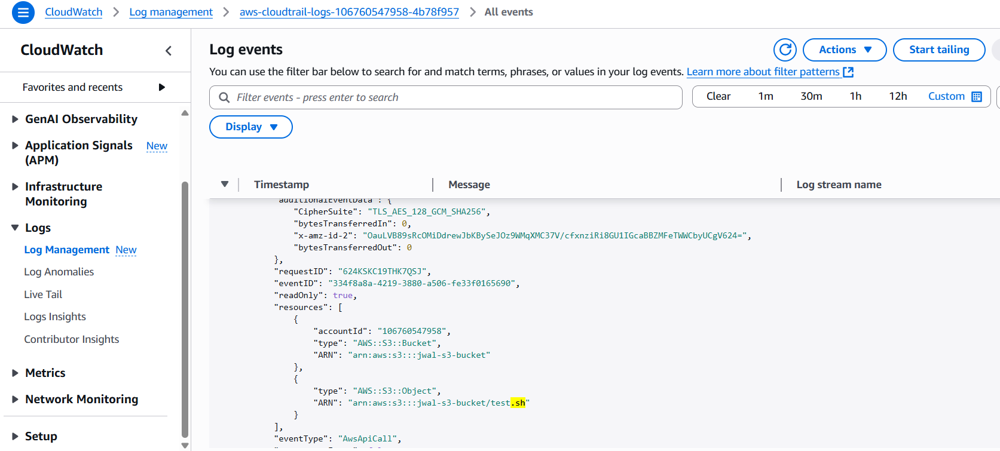 CloudWatch > Log management > aws-cloudtrail-logs-106760547958-4b78f957 > All events
CloudWatch
Favorites and recents
GenAI Observability
Application Signals (APM) New
Infrastructure Monitoring
Logs
Log Management New
Log Anomalies
Live Tail
Logs Insights
Contributor Insights
Metrics
Network Monitoring
Setup
Log events
Actions
Start tailing
You can use the filter bar below to search for and match terms, phrases, or values in your log events. Learn more about filter patterns
Filter events - press enter to search
Clear 1m 30m 1h 12h Custom
Display
Timestamp Message Log stream name
"additionalEventData": {
"CipherSuite": "TLS_AES_128_GCM_SHA256",
"bytesTransferredIn": 0,
"x-amz-id-2": "OauLVB89sRcOMiDdrewJbKBySeJOz9WMqXMC37V/cfxnziRi8GU1IGcaBBZMFeTWWCbyUCgV624=",
"bytesTransferredOut": 0
},
"requestID": "624KSKC19THK7QSJ",
"eventID": "334f8a8a-4219-3880-a506-fe33f0165690",
"readOnly": true,
"resources": [
{
"accountId": "106760547958",
"type": "AWS::S3::Bucket",
"ARN": "arn:aws:s3:::jwal-s3-bucket"
},
{
"type": "AWS::S3::Object",
"ARN": "arn:aws:s3:::jwal-s3-bucket/test.sh"
}
],
"eventType": "AwsApiCall",